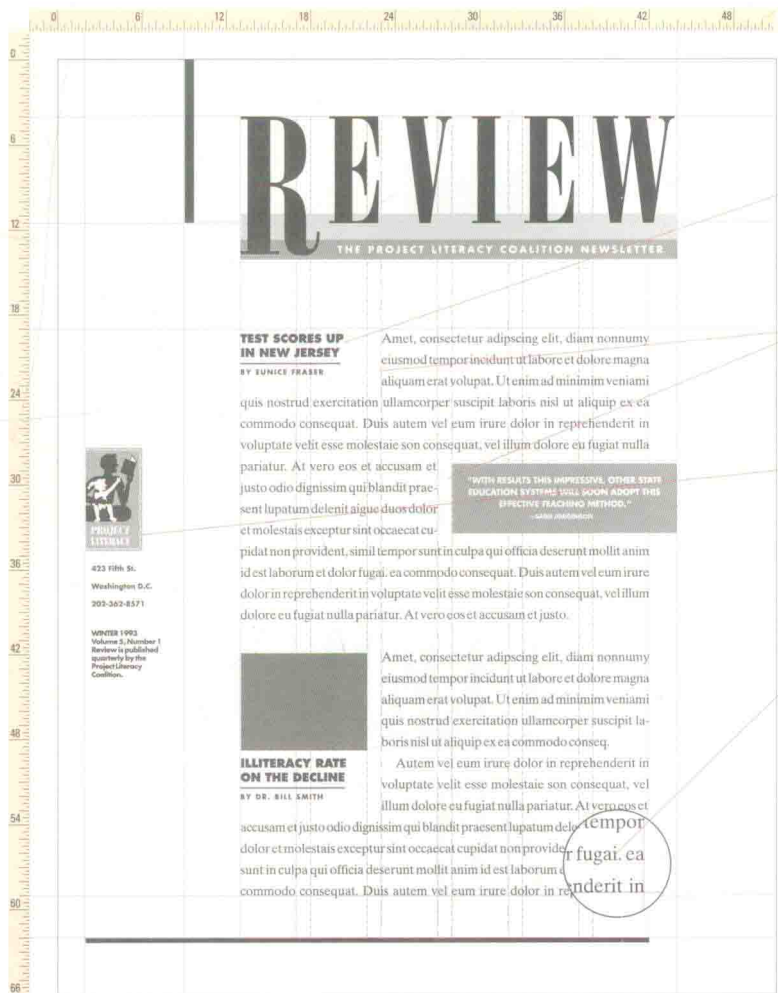 0 6 12 18 24 30 36 42 48
0
6
12
18
24
30
36
42
48
54
60
66
REVIEW
THE PROJECT LITERACY COALITION NEWSLETTER
TEST SCORES UP
IN NEW JERSEY
BY EUNICE FRASER
Amet, consectetur adipscing elit, diam nonnumy
eiusmod tempor incidunt ut labore et dolore magna
aliquam erat volupat. Ut enim ad minimim veniami
quis nostrud exercitation ullamcorper suscipit laboris nisl ut aliquip ex ea
commodo consequat. Duis autem vel eum irure dolor in reprehenderit in
voluptate velit esse molestaie son consequat, vel illum dolore eu fugiat nulla
pariatur. At vero eos et accusam et
justo odio dignissim qui blandit prae-
sent lupatum delenit aigue duos dolor
et molestais exceptur sint occaecat cu-
pidat non provident, simil tempor sunt in culpa qui officia deserunt mollit anim
id est laborum et dolor fugai. ea commodo consequat. Duis autem vel eum irure
dolor in reprehenderit in voluptate velit esse molestaie son consequat, vel illum
dolore eu fugiat nulla pariatur. At vero eos et accusam et justo.
"WITH RESULTS THIS IMPRESSIVE, OTHER STATE
EDUCATION SYSTEMS WILL SOON ADOPT THIS
EFFECTIVE TEACHING METHOD."
PROJECT
LITERACY
423 Fifth St.
Washington D.C.
202-362-8571
WINTER 1993
Volume 5, Number 1
Review is published
quarterly by the
Project Literacy
Coalition.
ILLITERACY RATE
ON THE DECLINE
BY DR. BILL SMITH
Amet, consectetur adipscing elit, diam nonnumy
eiusmod tempor incidunt ut labore et dolore magna
aliquam erat volupat. Ut enim ad minimim veniami
quis nostrud exercitation ullamcorper suscipit la-
boris nisl ut aliquip ex ea commodo conseq.
Autem vel eum irure dolor in reprehenderit in
voluptate velit esse molestaie son consequat, vel
illum dolore eu fugiat nulla pariatur. At vero eos et
accusam et justo odio dignissim qui blandit praesent lupatum dele
dolor et molestais exceptur sint occaecat cupidat non provide
sunt in culpa qui officia deserunt mollit anim id est laborum e
commodo consequat. Duis autem vel eum irure dolor in re
tempor
r fugai. ea
nderit in